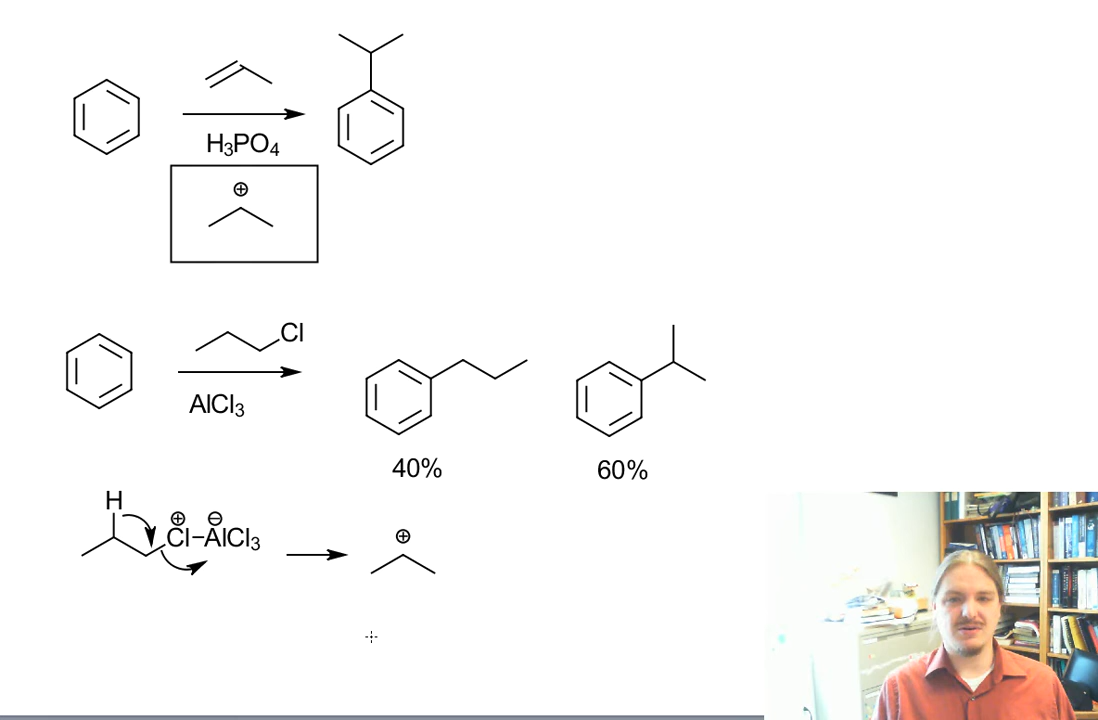 H₃PO₄
⊕
Cl
AlCl₃
40%
60%
H
⊕ ⊖
Cl–AlCl₃
⊕